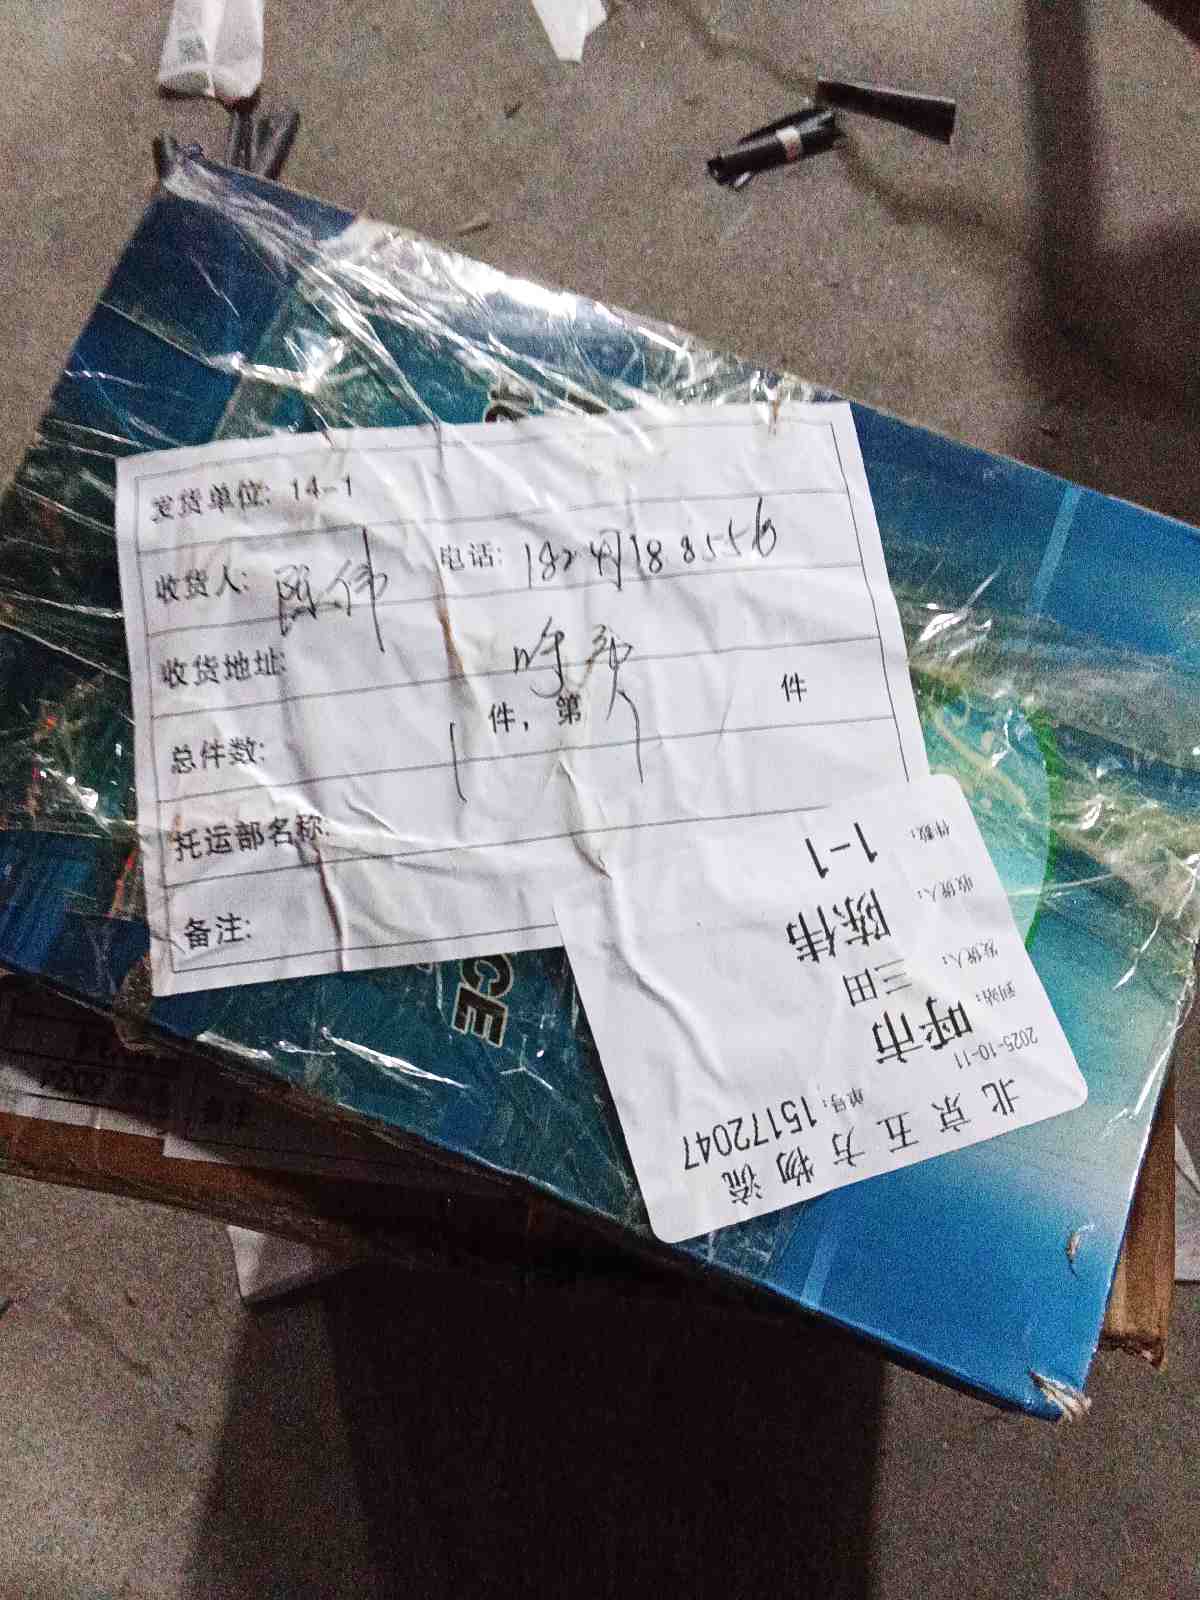 发货单位: 14-1
收货人: 陈伟 电话: 18247188556
收货地址: 呼市
总件数: 1 件, 第 1 件
托运部名称:
备注:
CE
北京五方物流
单号: 15172047
2025-10-11
到站: 呼市
发货人: 三田
收货人: 陈伟
件数: 1-1